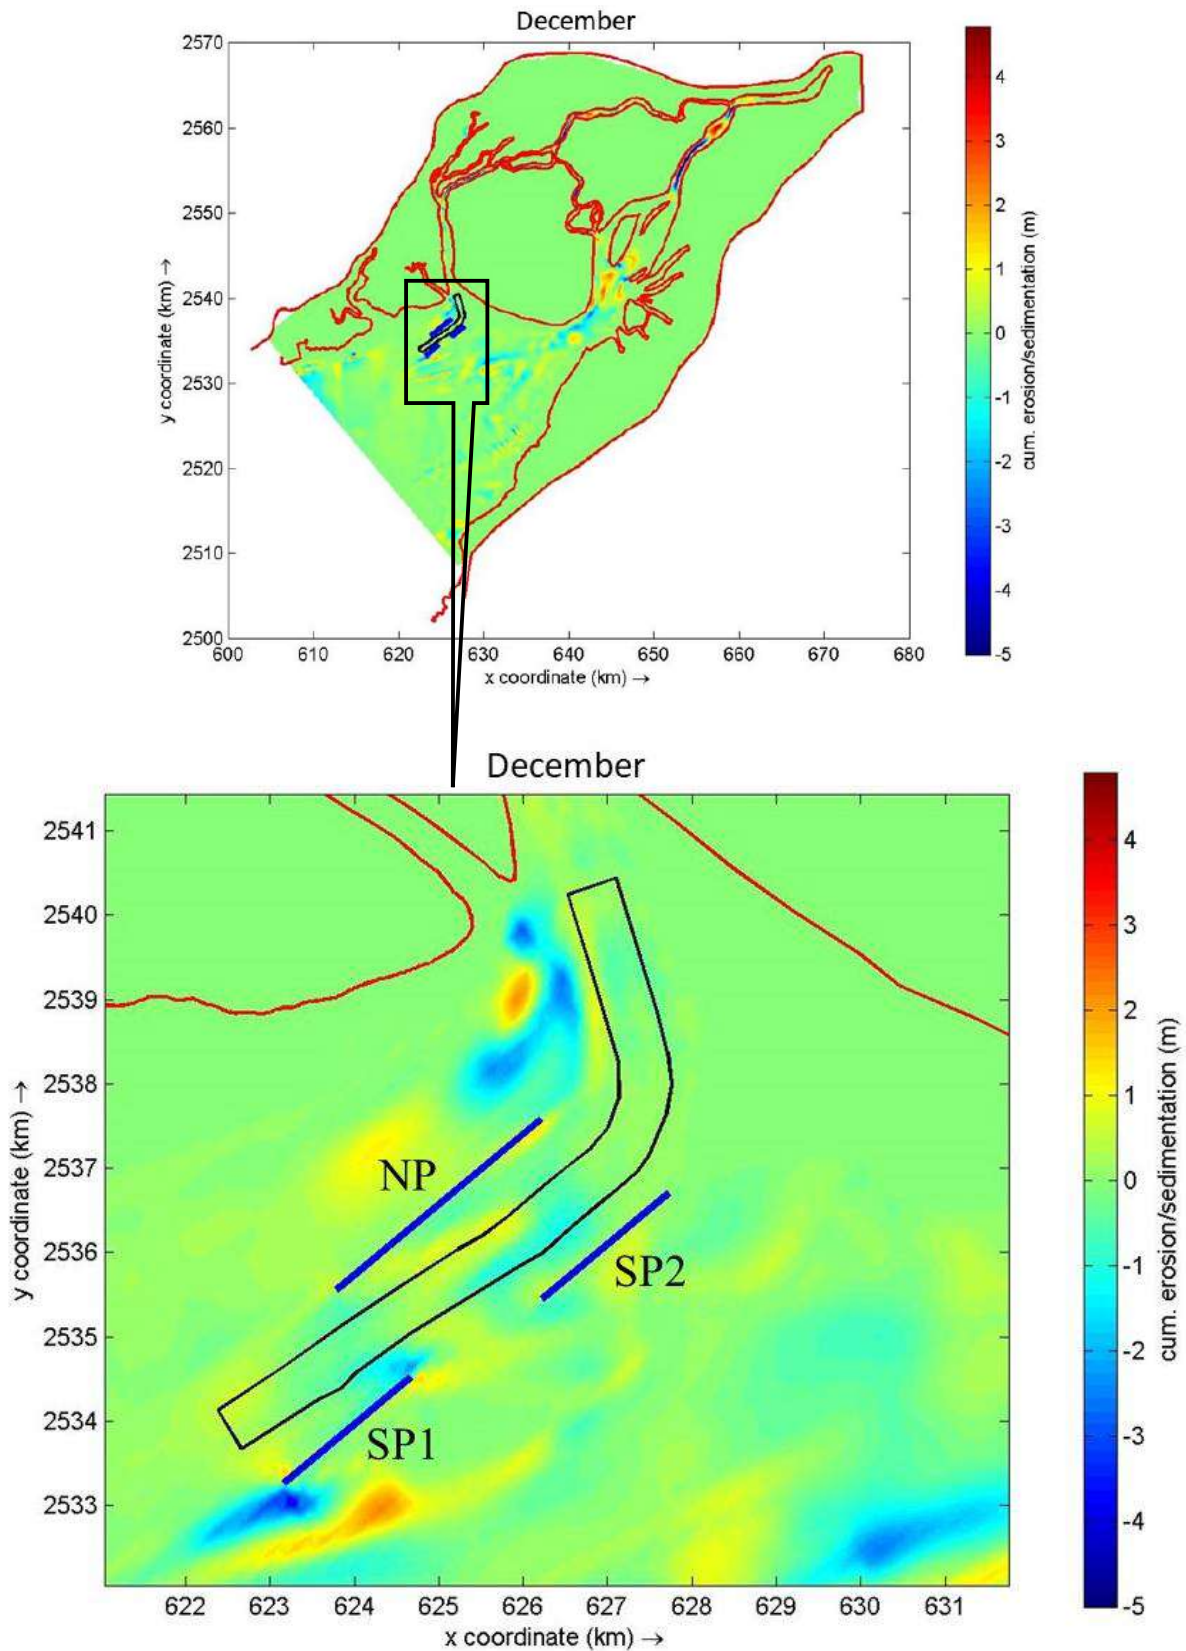 December
2570
2560
2550
2540
2530
2520
2510
2500
600 610 620 630 640 650 660 670 680
x coordinate (km) →
y coordinate (km) →
4
3
2
1
0
-1
-2
-3
-4
-5
cum. erosion/sedimentation (m)
December
2541
2540
2539
2538
2537
2536
2535
2534
2533
622 623 624 625 626 627 628 629 630 631
x coordinate (km) →
y coordinate (km) →
NP
SP2
SP1
4
3
2
1
0
-1
-2
-3
-4
-5
cum. erosion/sedimentation (m)